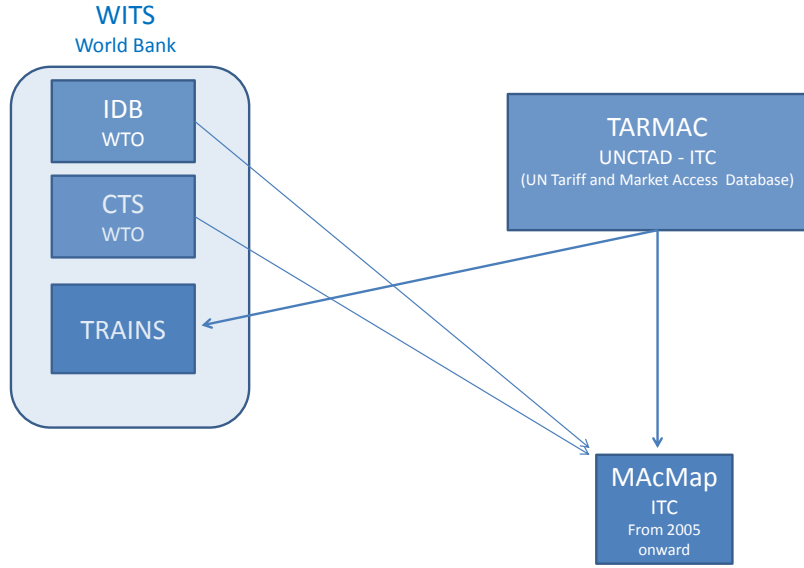 WITS
World Bank
IDB
WTO
CTS
WTO
TRAINS
TARMAC
UNCTAD - ITC
(UN Tariff and Market Access Database)
MAcMap
ITC
From 2005
onward